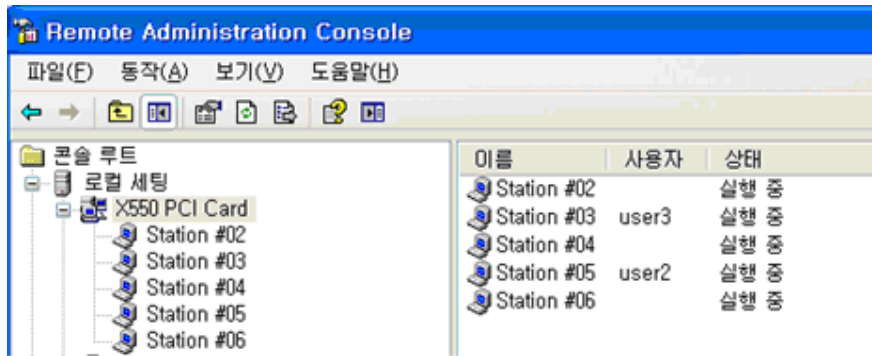 Remote Administration Console
파일(F) 동작(A) 보기(V) 도움말(H)
콘솔 루트
로컬 세팅
X550 PCI Card
Station #02
Station #03
Station #04
Station #05
Station #06
이름 사용자 상태
Station #02 실행 중
Station #03 user3 실행 중
Station #04 실행 중
Station #05 user2 실행 중
Station #06 실행 중